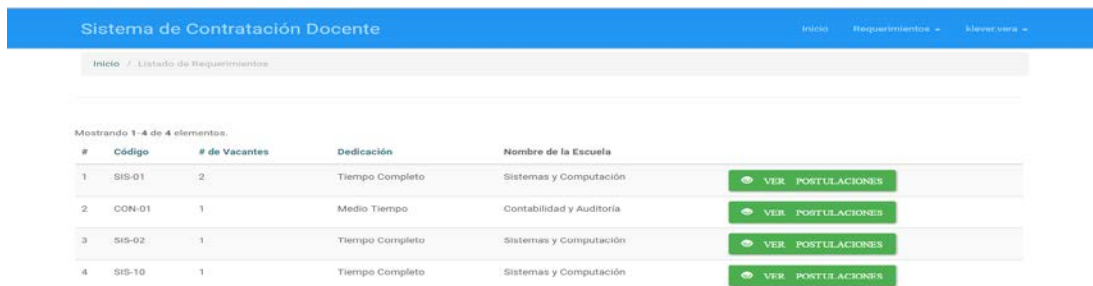 Sistema de Contratación Docente Inicio Requerimientos klever.vera
Inicio / Listado de Requerimientos
Mostrando 1-4 de 4 elementos.
# Código # de Vacantes Dedicación Nombre de la Escuela
1 SIS-01 2 Tiempo Completo Sistemas y Computación VER POSTULACIONES
2 CON-01 1 Medio Tiempo Contabilidad y Auditoría VER POSTULACIONES
3 SIS-02 1 Tiempo Completo Sistemas y Computación VER POSTULACIONES
4 SIS-10 1 Tiempo Completo Sistemas y Computación VER POSTULACIONES